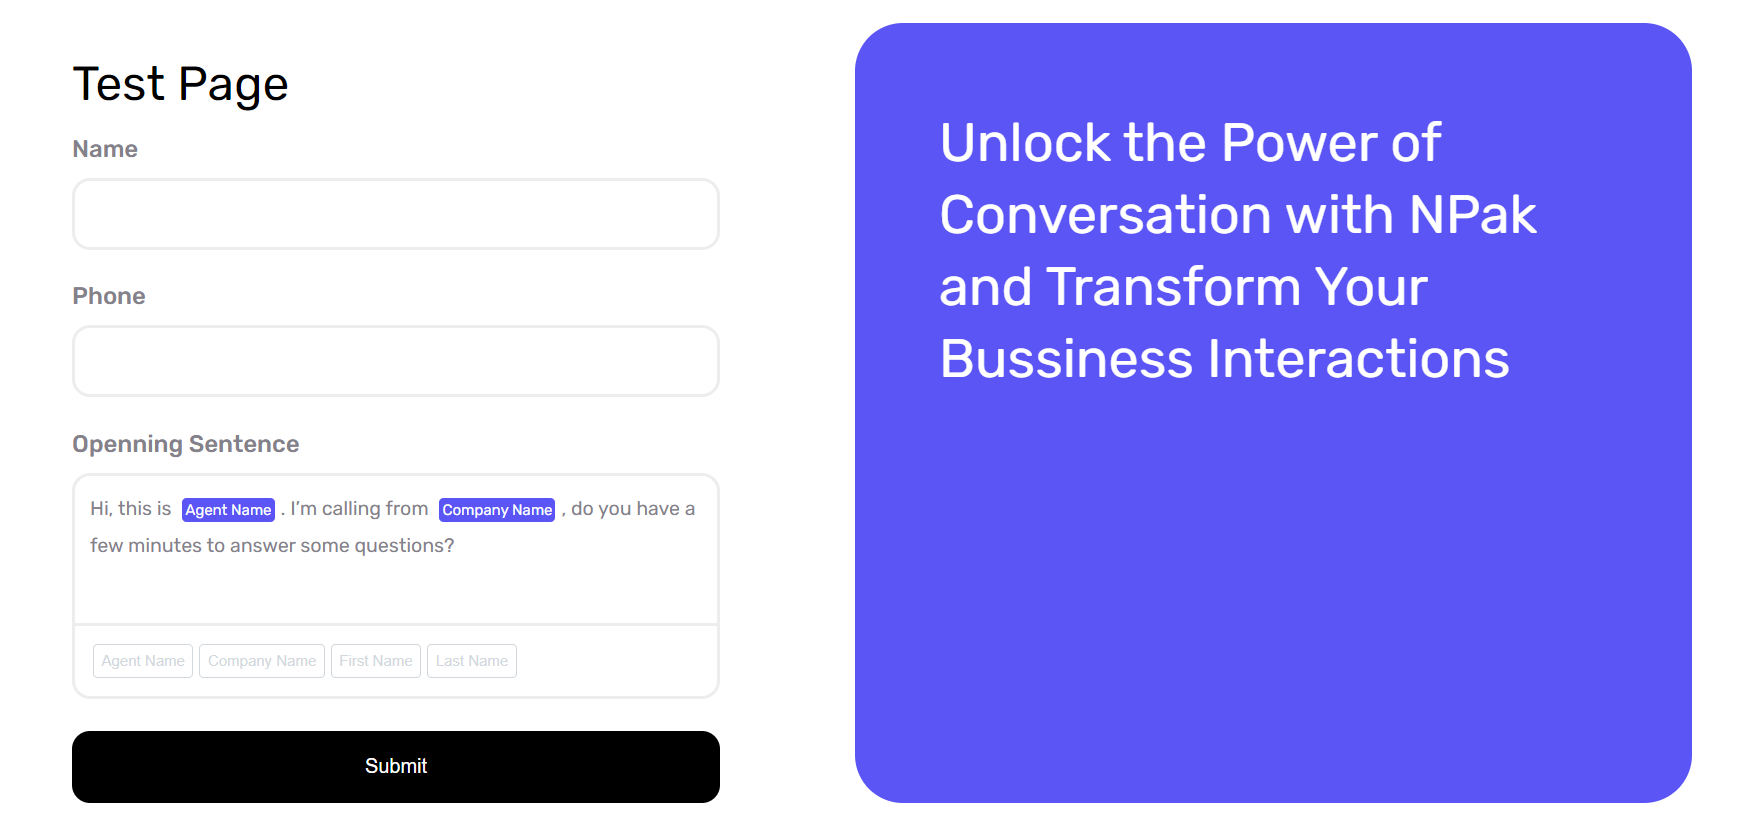 Test Page
Name
Phone
Openning Sentence
Hi, this is Agent Name . I’m calling from Company Name , do you have a
few minutes to answer some questions?
Agent Name Company Name First Name Last Name
Submit
Unlock the Power of
Conversation with NPak
and Transform Your
Bussiness Interactions